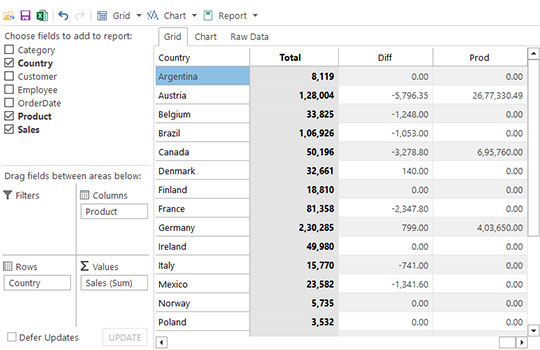 Grid Chart Report
Choose fields to add to report:
Category
Country
Customer
Employee
OrderDate
Product
Sales
Drag fields between areas below:
Filters
Columns
Product
Rows
Country
Values
Sales (Sum)
Defer Updates UPDATE
Grid Chart Raw Data
Country Total Diff Prod
Argentina 8,119 0.00 0.00
Austria 1,28,004 -5,796.35 26,77,330.49
Belgium 33,825 -1,248.00 0.00
Brazil 1,06,926 -1,053.00 0.00
Canada 50,196 -3,278.80 6,95,760.00
Denmark 32,661 140.00 0.00
Finland 18,810 0.00 0.00
France 81,358 -2,347.80 0.00
Germany 2,30,285 799.00 4,03,650.00
Ireland 49,980 0.00 0.00
Italy 15,770 -741.00 0.00
Mexico 23,582 -1,341.60 0.00
Norway 5,735 0.00 0.00
Poland 3,532 0.00 0.00